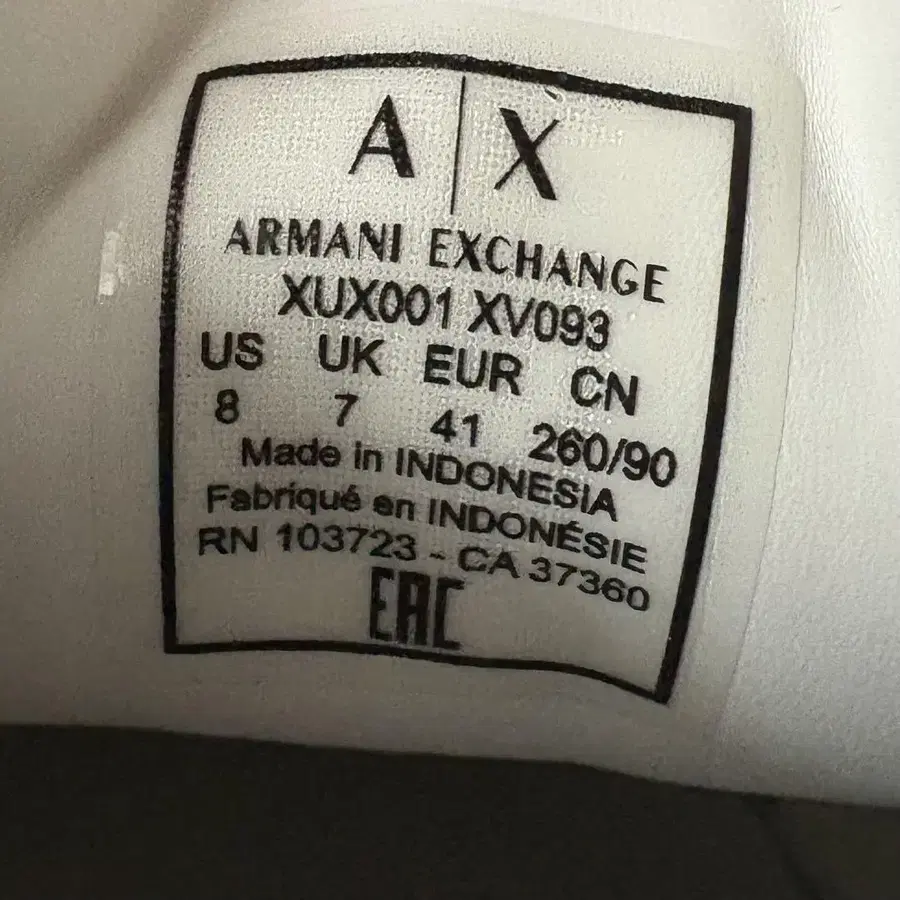 A | X
ARMANI EXCHANGE
XUX001 XV093
US UK EUR CN
8 7 41 260/90
Made in INDONESIA
Fabriqué en INDONÉSIE
RN 103723 - CA 37360
EAC